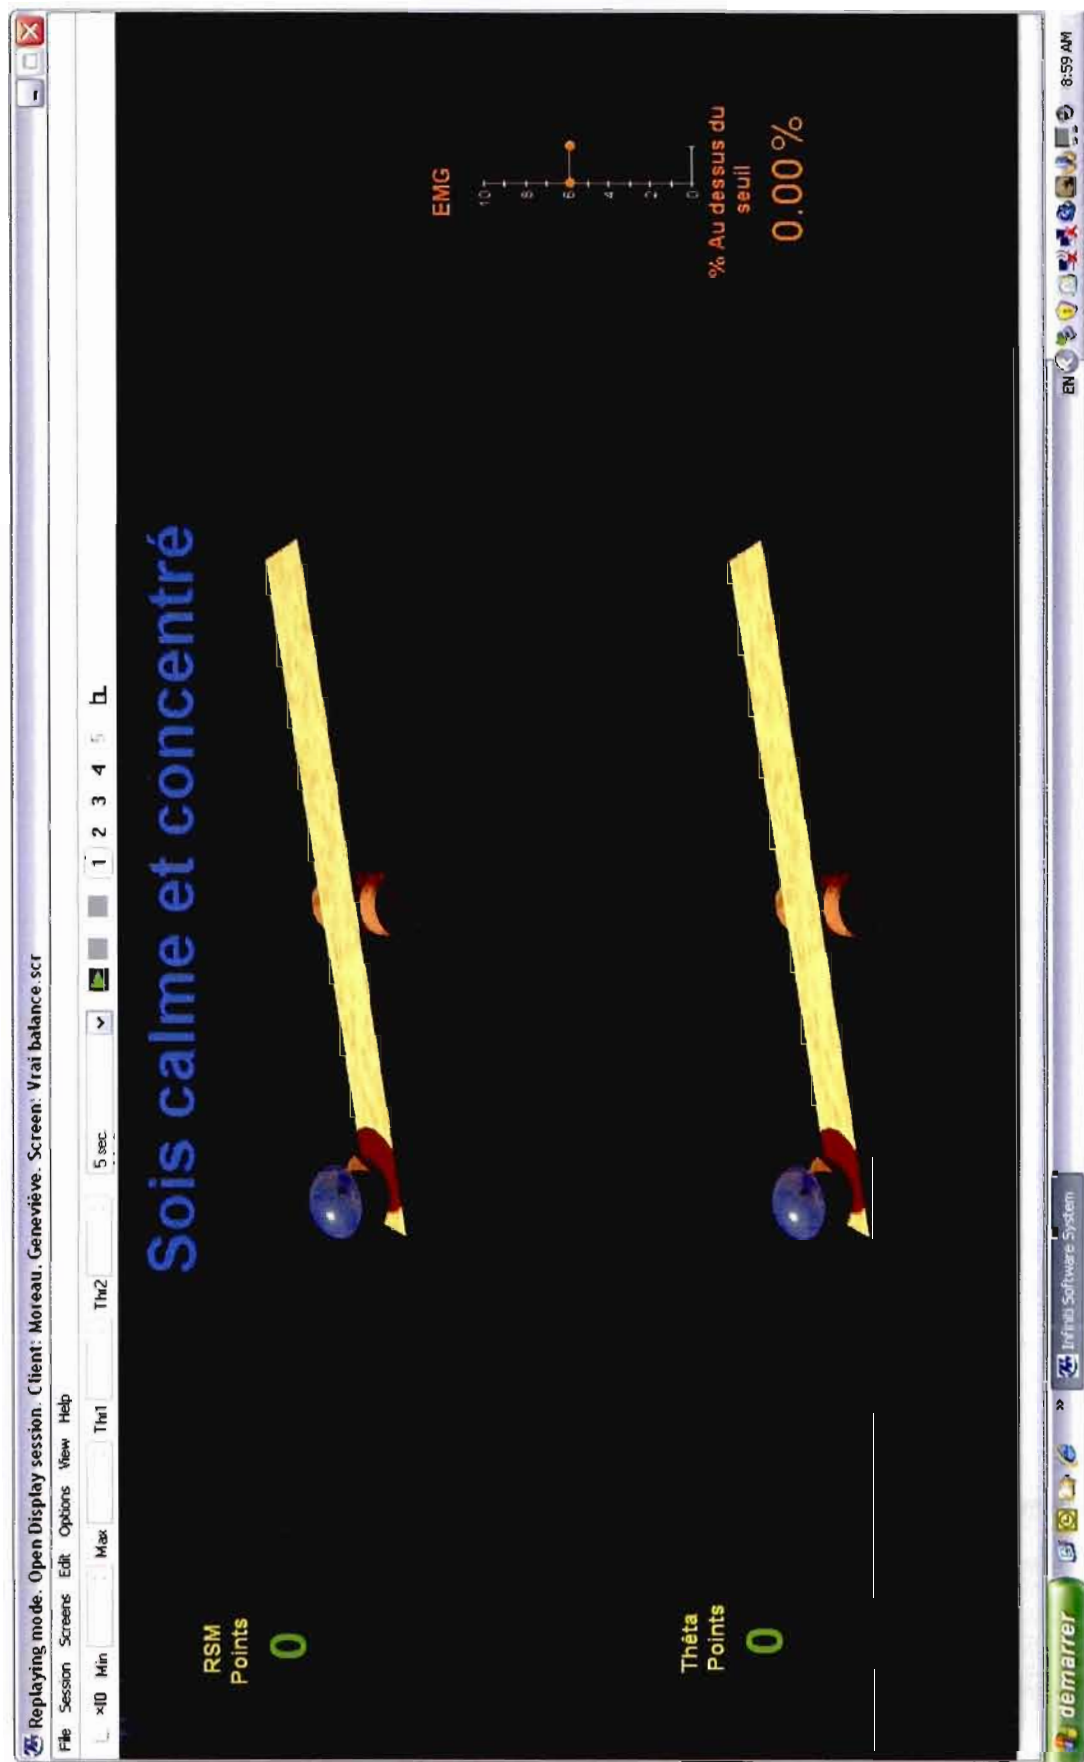 Replaying mode. Open Display session. Client: Moreau. Geneviève. Screen: Vrai balance.scr
File Session Screens Edit Options View Help
x10 Min Max Thr1 Thr2 5 sec. 1 2 3 4 5
Sois calme et concentré
RSM
Points
0
EMG
10
8
6
4
2
0
% Au dessus du
seuil
0.00%
Thêta
Points
0
démarrer
»
Infiniti Software System
EN
8:59 AM